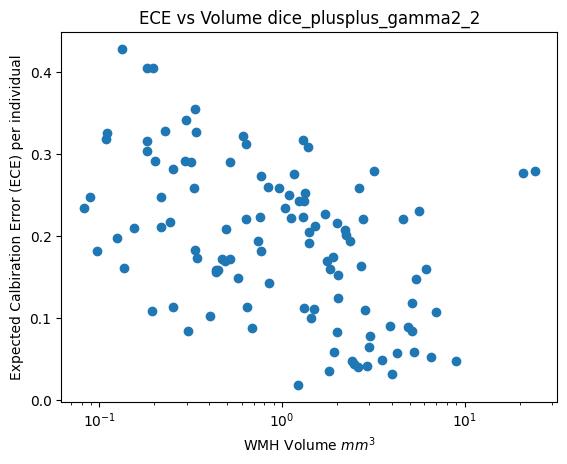 ECE vs Volume dice_plusplus_gamma2_2
Expected Calbiration Error (ECE) per individual
0.4
0.3
0.2
0.1
0.0
10⁻¹
10⁰
10¹
WMH Volume mm³